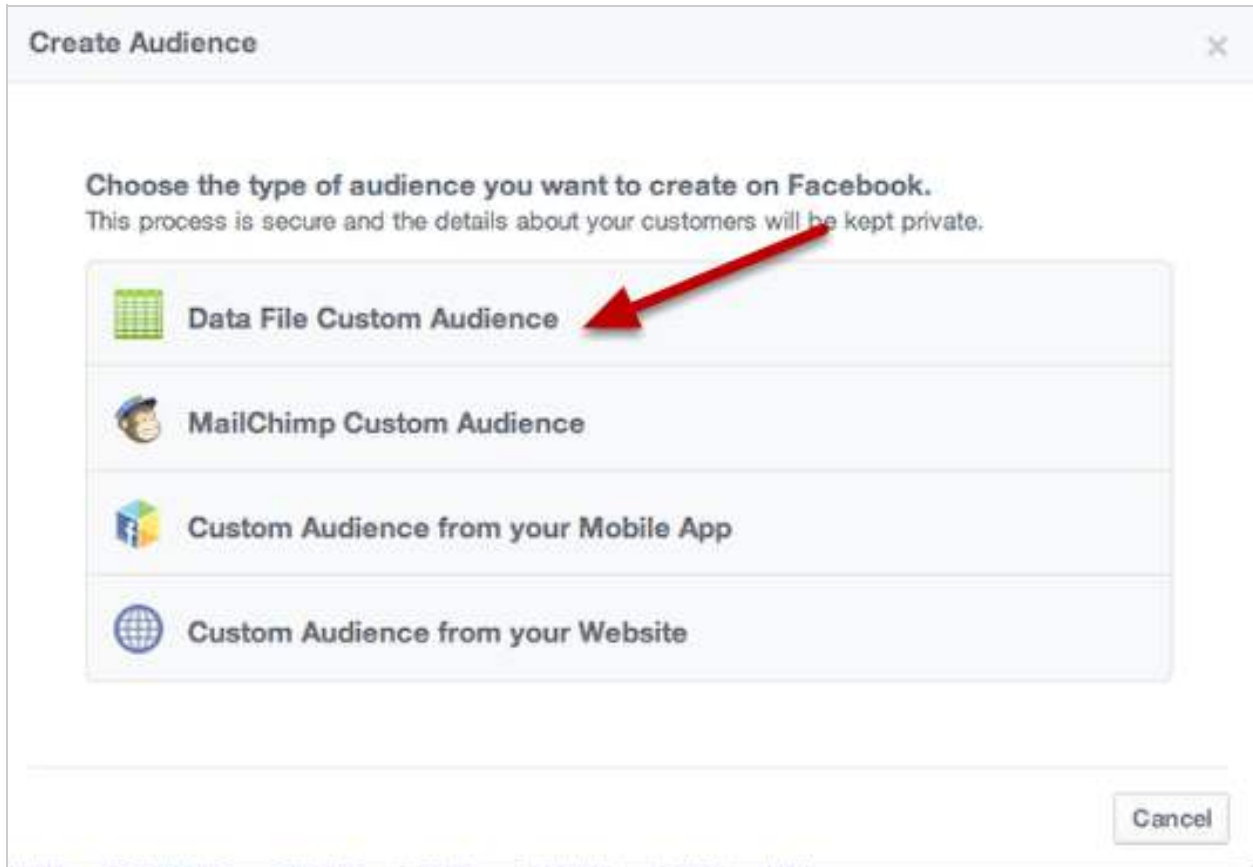 Create Audience
×
Choose the type of audience you want to create on Facebook.
This process is secure and the details about your customers will be kept private.
Data File Custom Audience
MailChimp Custom Audience
Custom Audience from your Mobile App
Custom Audience from your Website
Cancel